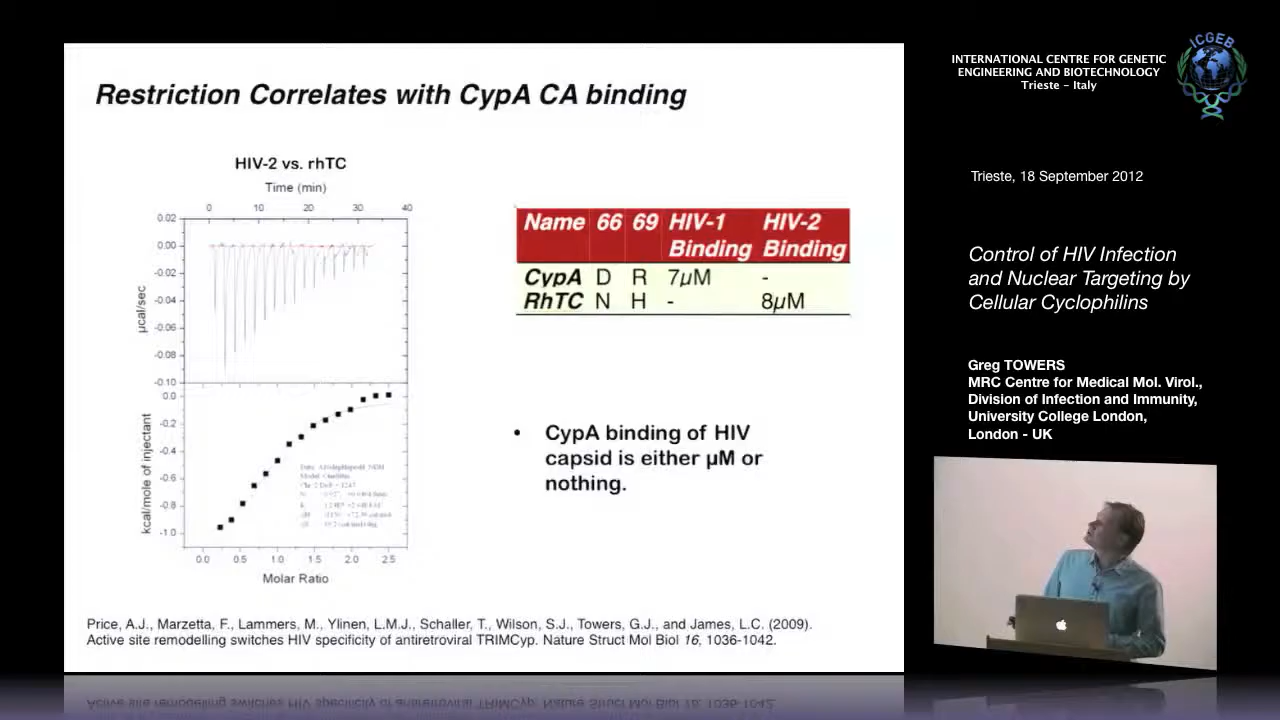 Restriction Correlates with CypA CA binding
HIV-2 vs. rhTC
Time (min)
0 10 20 30 40
0.02
0.00
-0.02
-0.04
-0.06
-0.08
-0.10
µcal/sec
0.0
-0.2
-0.4
-0.6
-0.8
-1.0
kcal/mole of injectant
0.0 0.5 1.0 1.5 2.0 2.5
Molar Ratio
Name 66 69 HIV-1 Binding HIV-2 Binding
CypA D R 7µM -
RhTC N H - 8µM
• CypA binding of HIV
capsid is either µM or
nothing.
Price, A.J., Marzetta, F., Lammers, M., Ylinen, L.M.J., Schaller, T., Wilson, S.J., Towers, G.J., and James, L.C. (2009).
Active site remodelling switches HIV specificity of antiretroviral TRIMCyp. Nature Struct Mol Biol 16, 1036-1042.
INTERNATIONAL CENTRE FOR GENETIC
ENGINEERING AND BIOTECHNOLOGY
Trieste - Italy
ICGEB
Trieste, 18 September 2012
Control of HIV Infection
and Nuclear Targeting by
Cellular Cyclophilins
Greg TOWERS
MRC Centre for Medical Mol. Virol.,
Division of Infection and Immunity,
University College London,
London - UK